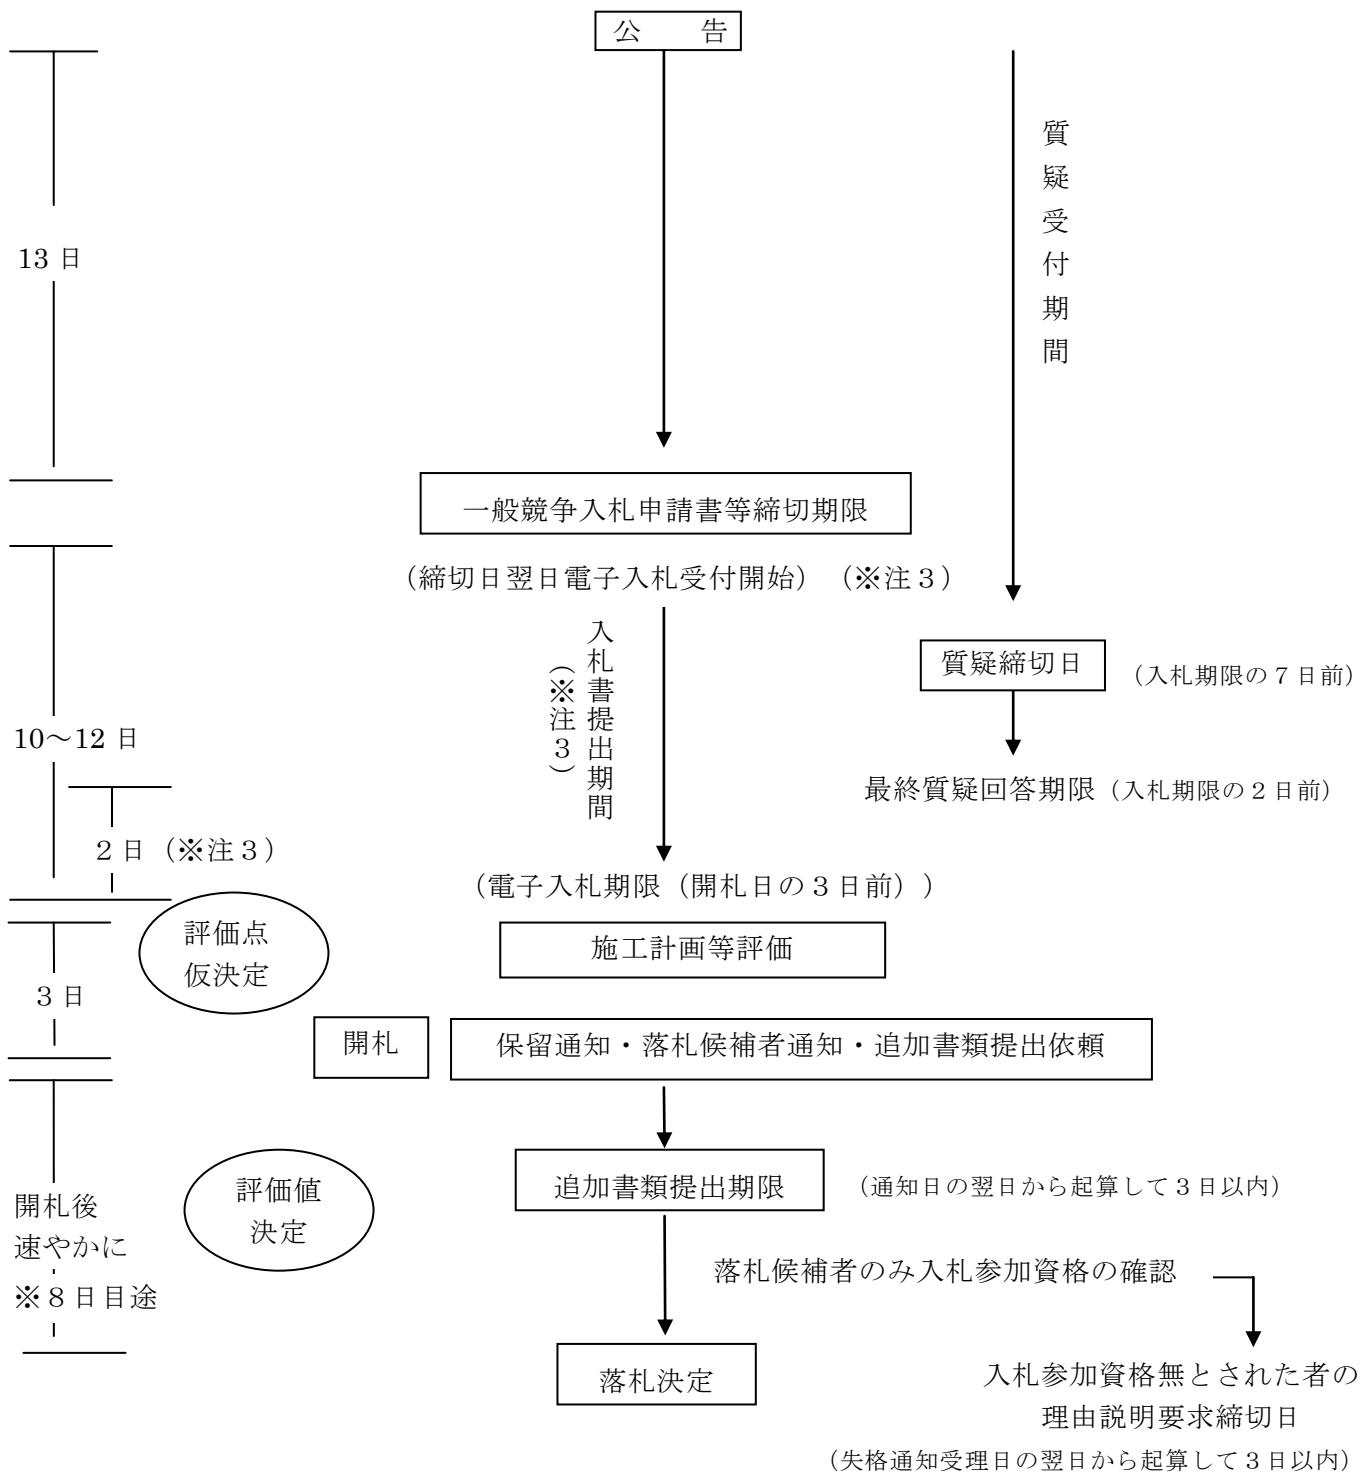 公　　告
質疑受付期間
13 日
一般競争入札申請書等締切期限
（締切日翌日電子入札受付開始）（※注３）
入札書提出期間
（※注３）
質疑締切日
（入札期限の７日前）
10～12 日
最終質疑回答期限（入札期限の２日前）
２日（※注３）
（電子入札期限（開札日の３日前））
評価点
仮決定
施工計画等評価
３日
開札
保留通知・落札候補者通知・追加書類提出依頼
評価値
決定
追加書類提出期限
（通知日の翌日から起算して３日以内）
開札後
速やかに
※８日目途
落札候補者のみ入札参加資格の確認
落札決定
入札参加資格無とされた者の
理由説明要求締切日
（失格通知受理日の翌日から起算して３日以内）